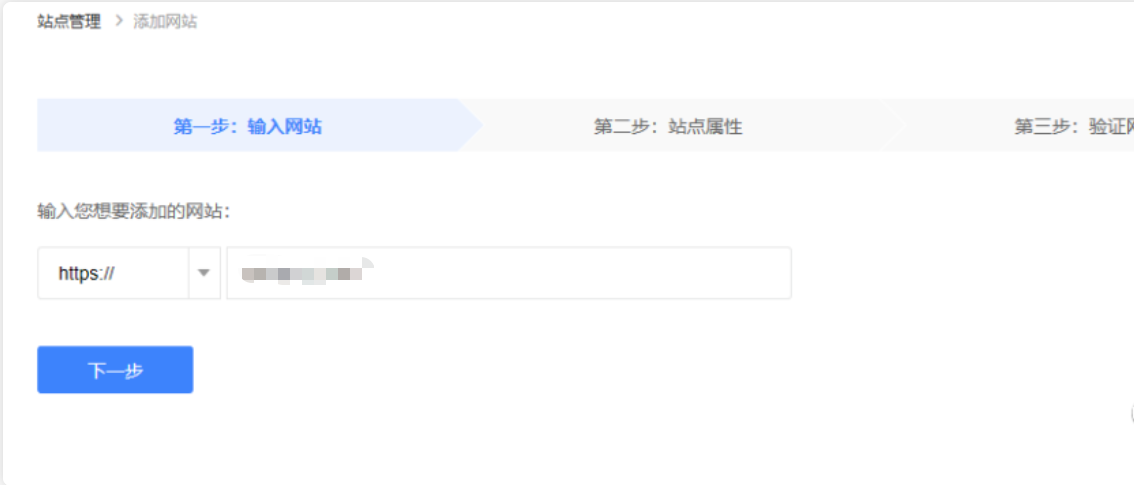 站点管理 > 添加网站
第一步：输入网站 第二步：站点属性 第三步：验证网
输入您想要添加的网站：
https://
下一步